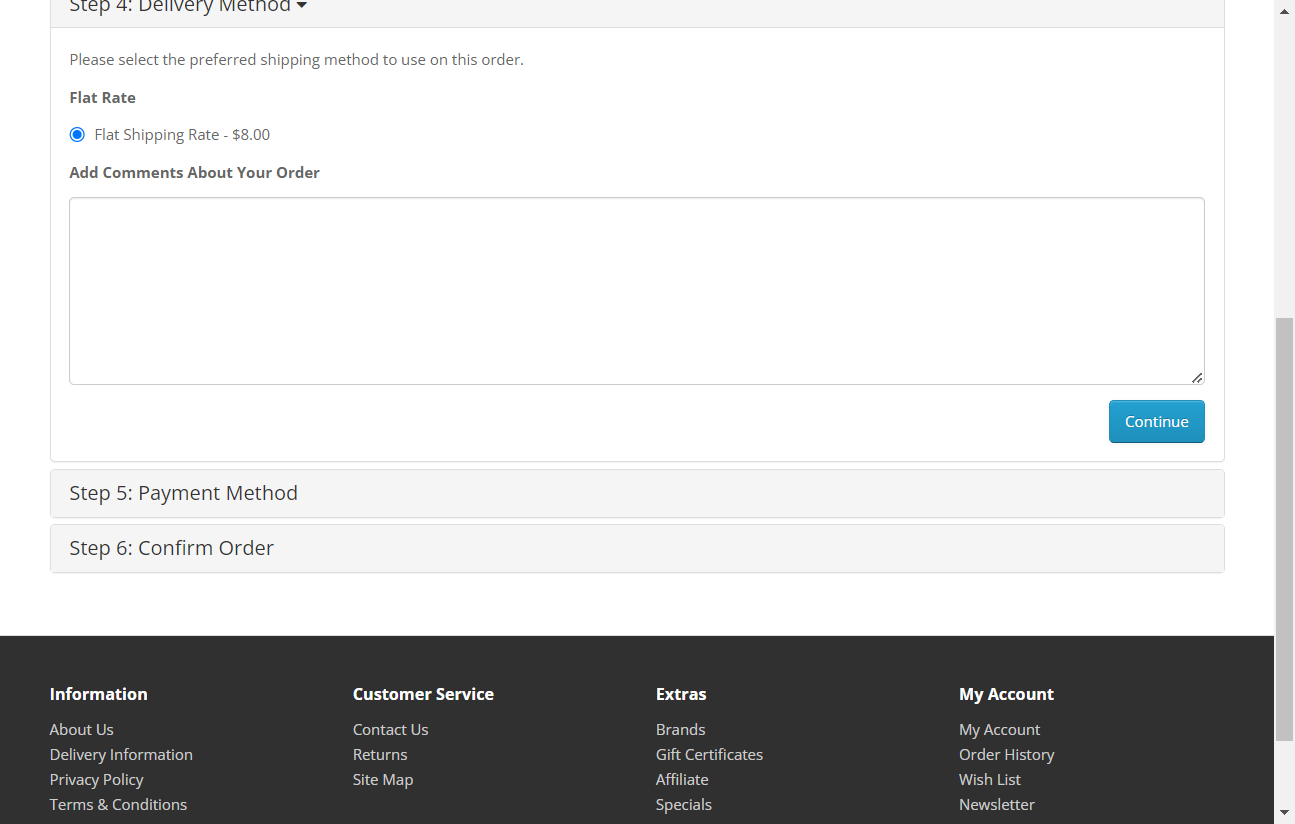 Step 4: Delivery Method
Please select the preferred shipping method to use on this order.
Flat Rate
Flat Shipping Rate - $8.00
Add Comments About Your Order
Continue
Step 5: Payment Method
Step 6: Confirm Order
Information
About Us
Delivery Information
Privacy Policy
Terms & Conditions
Customer Service
Contact Us
Returns
Site Map
Extras
Brands
Gift Certificates
Affiliate
Specials
My Account
My Account
Order History
Wish List
Newsletter